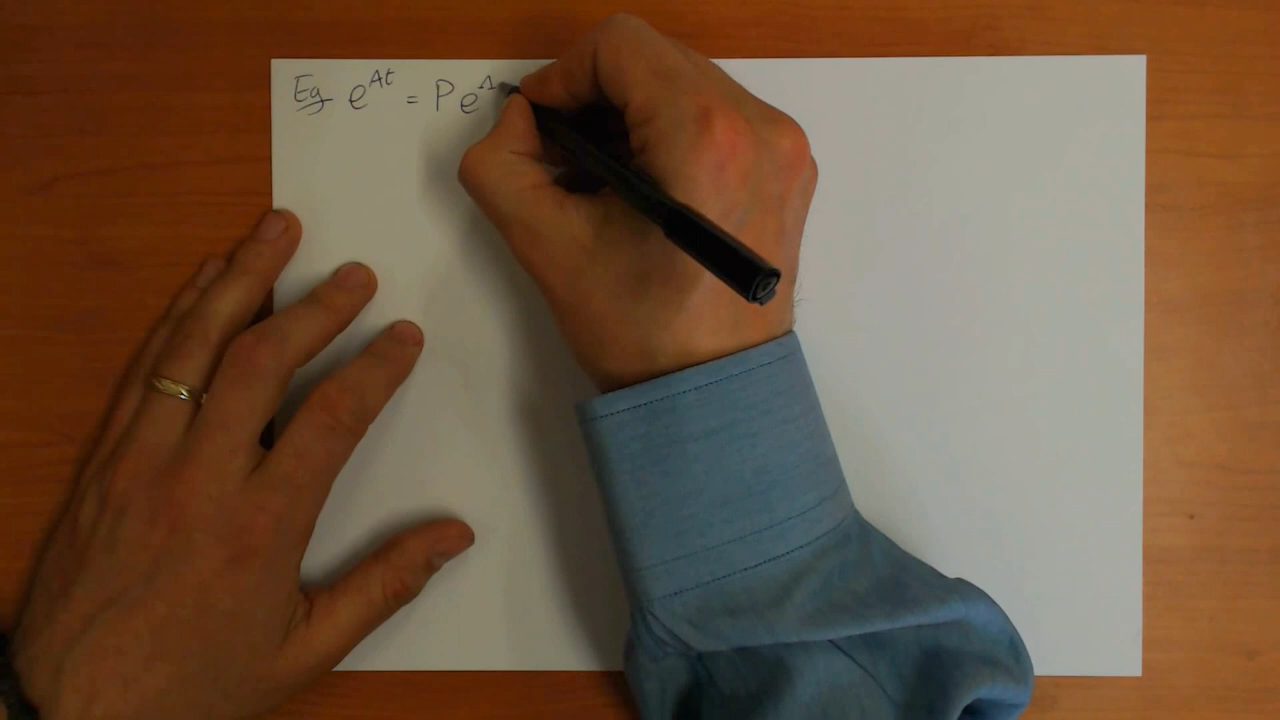 Eg e^{At} = P e^{Λ